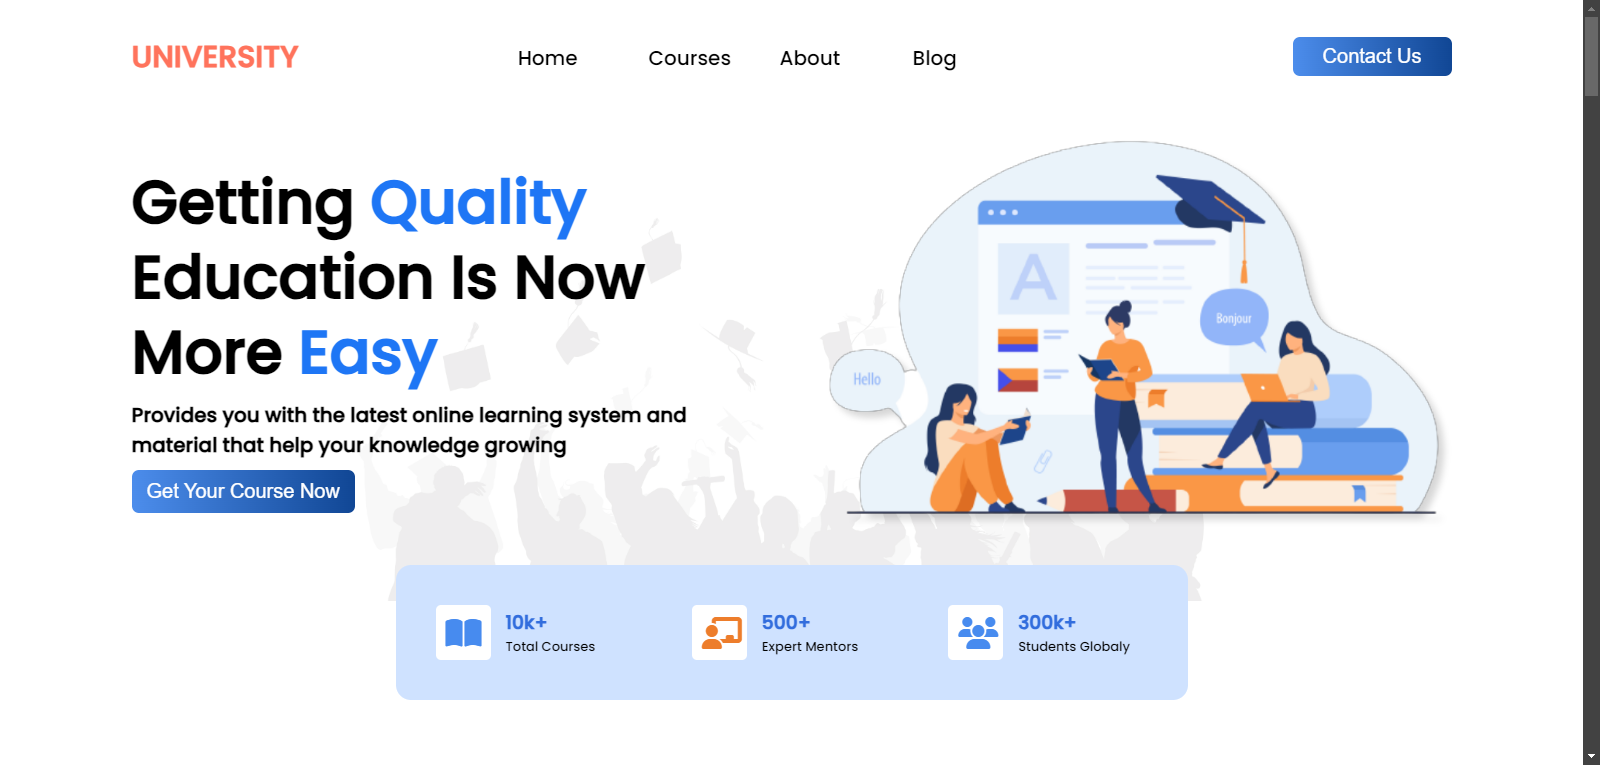 UNIVERSITY
Home Courses About Blog
Contact Us
Getting Quality
Education Is Now
More Easy
Provides you with the latest online learning system and
material that help your knowledge growing
Get Your Course Now
A
Bonjour
Hello
10k+
Total Courses
500+
Expert Mentors
300k+
Students Globaly